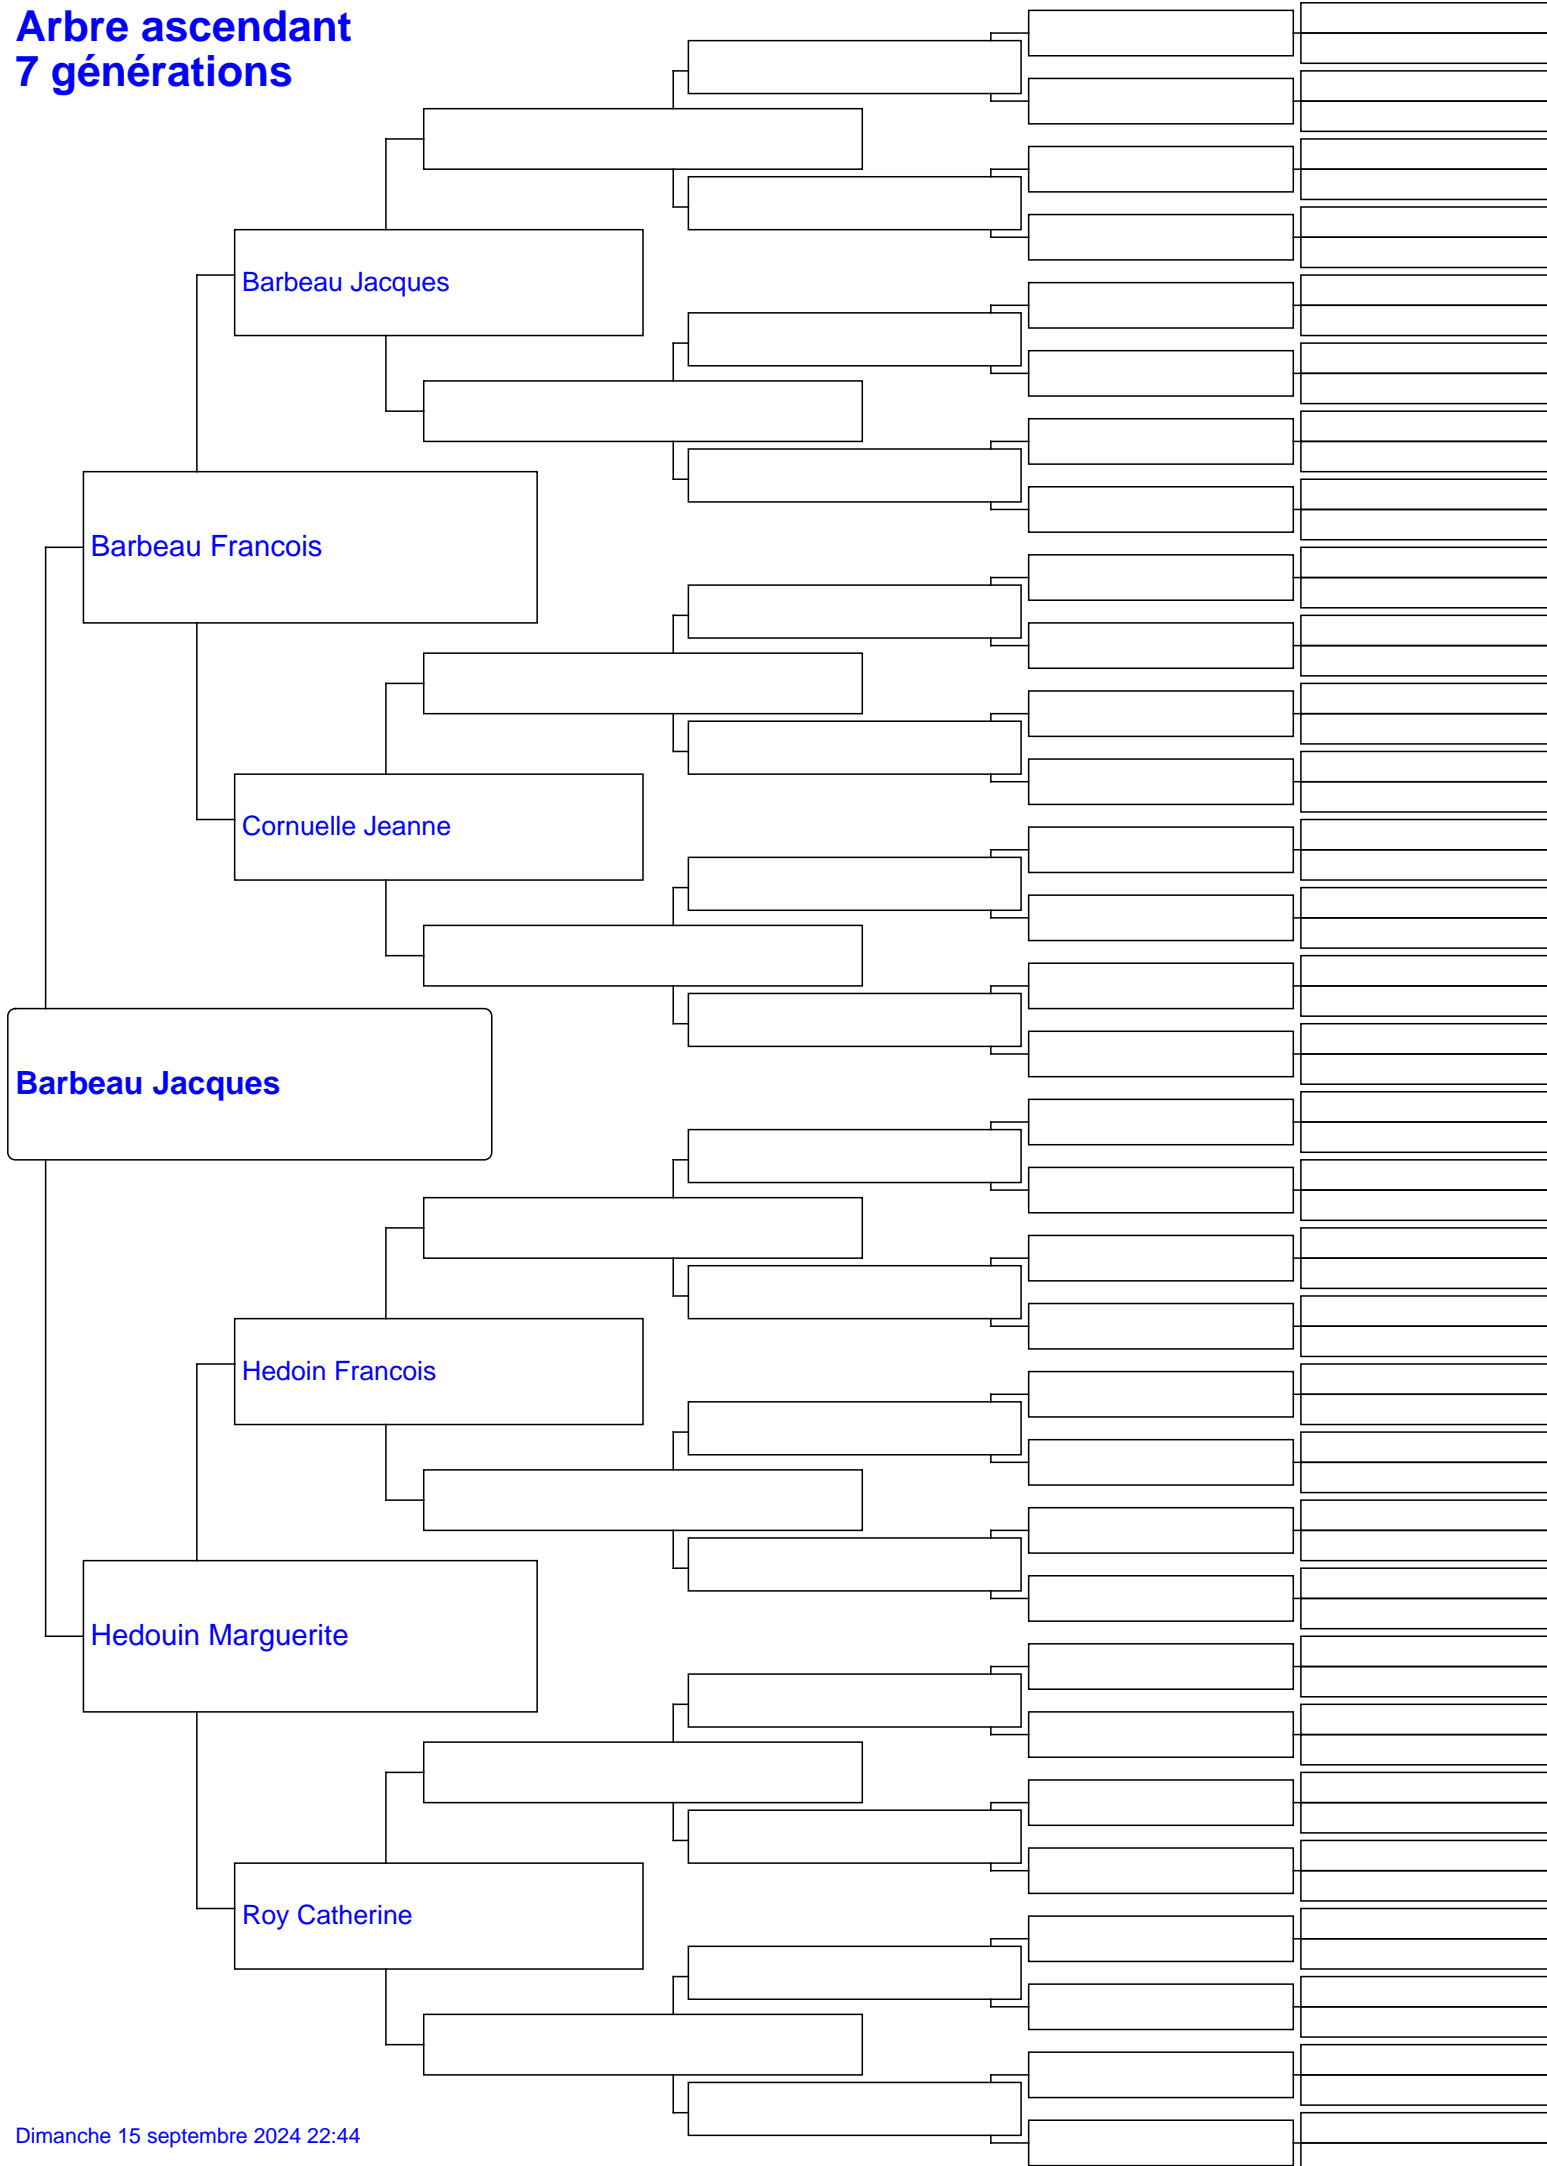 Arbre ascendant
7 générations
Barbeau Jacques
Barbeau Francois
Cornuelle Jeanne
Barbeau Jacques
Hedoin Francois
Hedouin Marguerite
Roy Catherine
Dimanche 15 septembre 2024 22:44